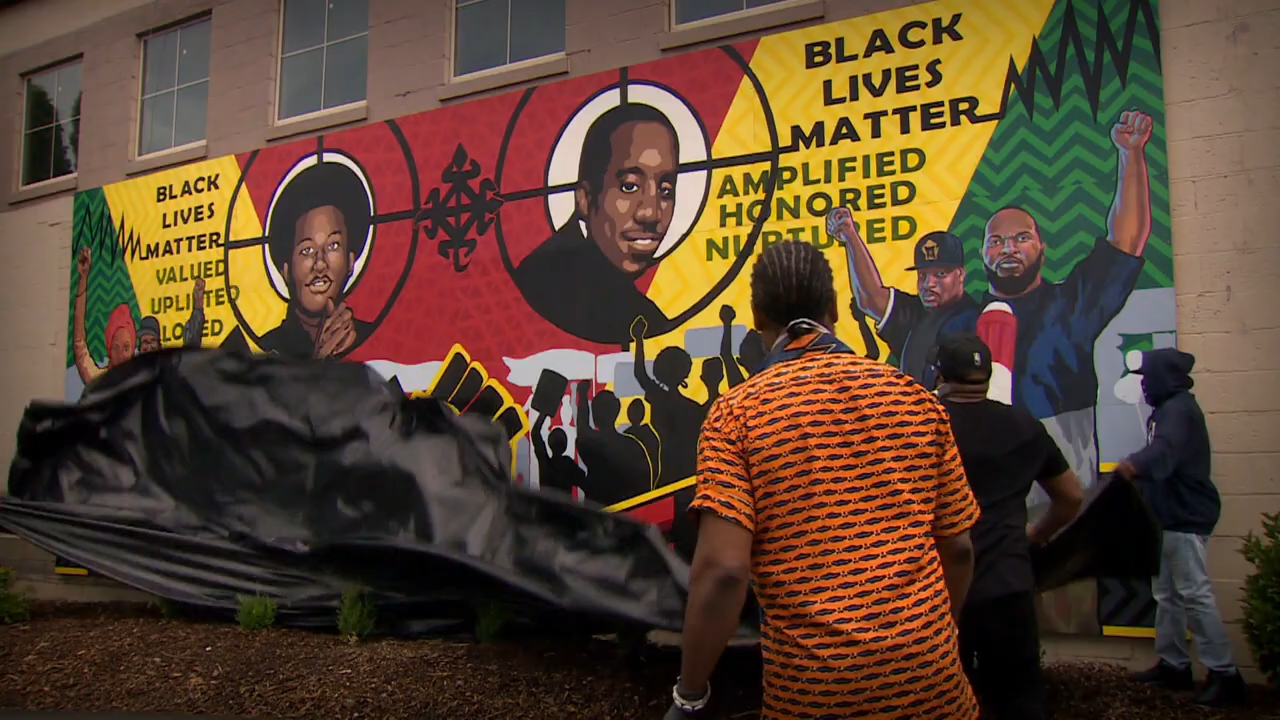 BLACK
LIVES
MATTER
VALUED
UPLIFTED
LOVED
BLACK
LIVES
MATTER
AMPLIFIED
HONORED
NURTURED